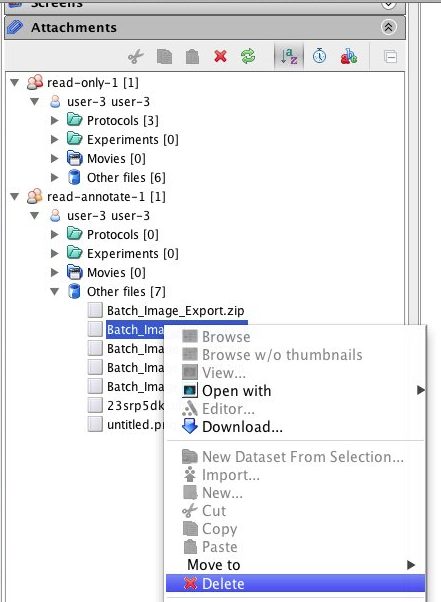 Screens
Attachments
read-only-1 [1]
user-3 user-3
Protocols [3]
Experiments [0]
Movies [0]
Other files [6]
read-annotate-1 [1]
user-3 user-3
Protocols [0]
Experiments [0]
Movies [0]
Other files [7]
Batch_Image_Export.zip
Batch_Ima
Batch_Ima
Batch_Ima
Batch_Ima
23srp5dk
untitled.pr
Browse
Browse w/o thumbnails
View...
Open with
Editor...
Download...
New Dataset From Selection...
Import...
New...
Cut
Copy
Paste
Move to
Delete